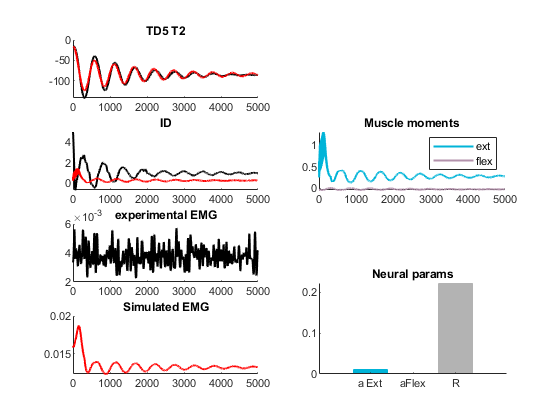 TD5 T2
0
-50
-100
0 1000 2000 3000 4000 5000
ID
4
2
0
0 1000 2000 3000 4000 5000
Muscle moments
1
0.5
0
ext
flex
0 1000 2000 3000 4000 5000
×10-3
experimental EMG
6
4
2
0 1000 2000 3000 4000 5000
Simulated EMG
0.02
0.015
0 1000 2000 3000 4000 5000
Neural params
0.2
0.1
0
a Ext aFlex R